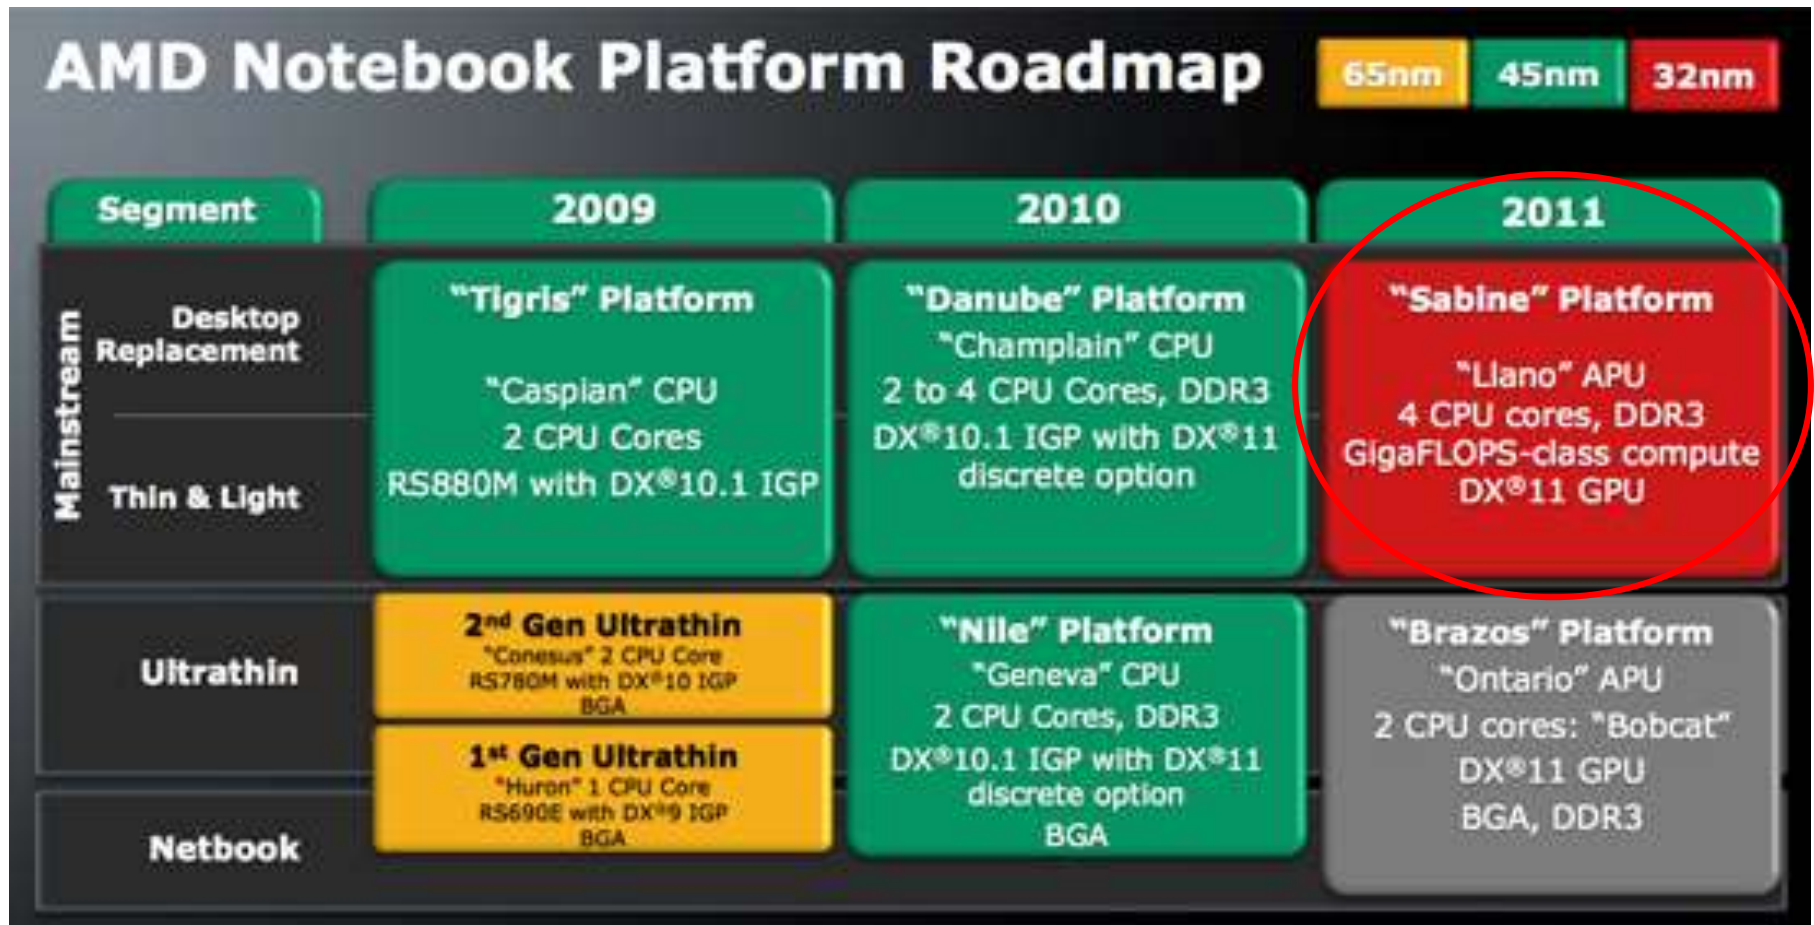 AMD Notebook Platform Roadmap
65nm
45nm
32nm
Segment
2009
2010
2011
Mainstream
Desktop
Replacement
Thin & Light
"Tigris" Platform
"Caspian" CPU
2 CPU Cores
RS880M with DX®10.1 IGP
"Danube" Platform
"Champlain" CPU
2 to 4 CPU Cores, DDR3
DX®10.1 IGP with DX®11
discrete option
"Sabine" Platform
"Llano" APU
4 CPU cores, DDR3
GigaFLOPS-class compute
DX®11 GPU
Ultrathin
Netbook
2nd Gen Ultrathin
"Conesus" 2 CPU Core
RS780M with DX®10 IGP
BGA
1st Gen Ultrathin
"Huron" 1 CPU Core
RS690E with DX®9 IGP
BGA
"Nile" Platform
"Geneva" CPU
2 CPU Cores, DDR3
DX®10.1 IGP with DX®11
discrete option
BGA
"Brazos" Platform
"Ontario" APU
2 CPU cores: "Bobcat"
DX®11 GPU
BGA, DDR3